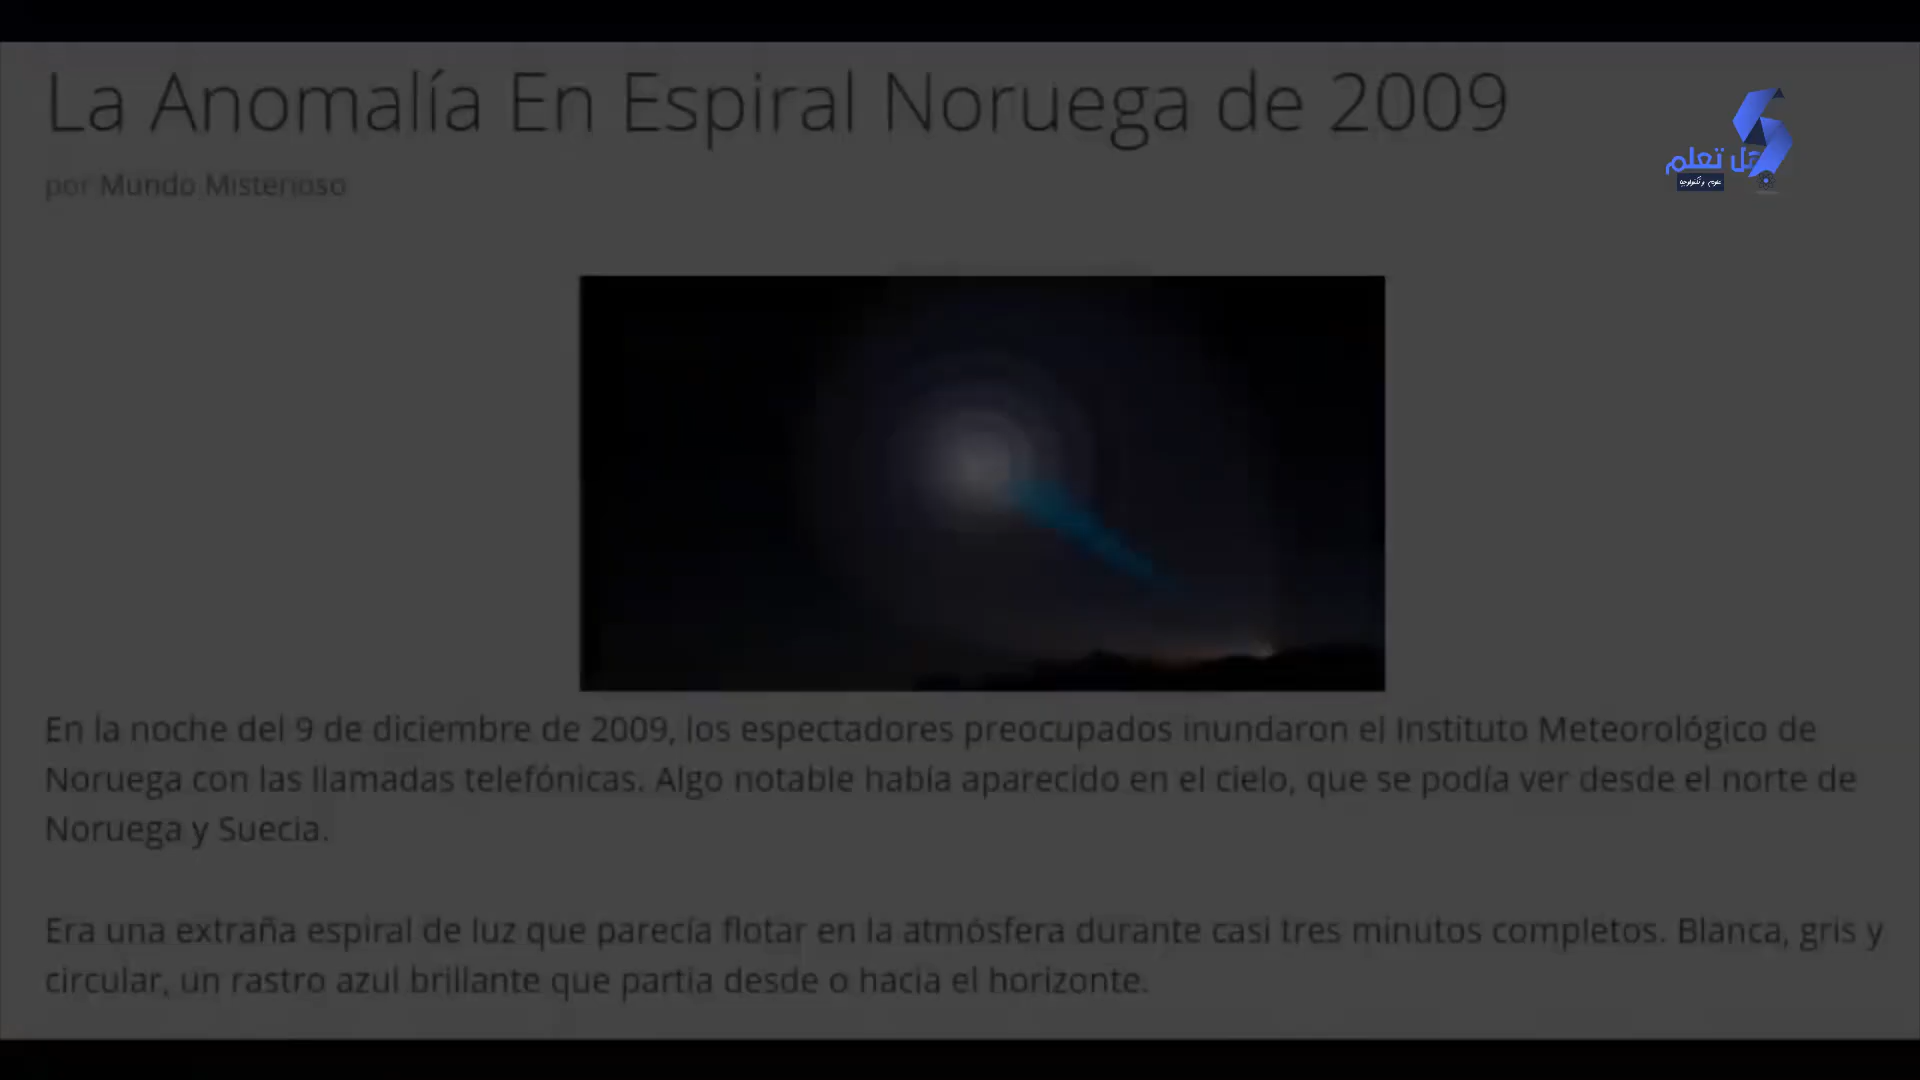 La Anomalía En Espiral Noruega de 2009
هل تعلم
علوم و تكنولوجيا
por Mundo Misterioso
En la noche del 9 de diciembre de 2009, los espectadores preocupados inundaron el Instituto Meteorológico de
Noruega con las llamadas telefónicas. Algo notable había aparecido en el cielo, que se podía ver desde el norte de
Noruega y Suecia.
Era una extraña espiral de luz que parecía flotar en la atmósfera durante casi tres minutos completos. Blanca, gris y
circular, un rastro azul brillante que partia desde o hacia el horizonte.